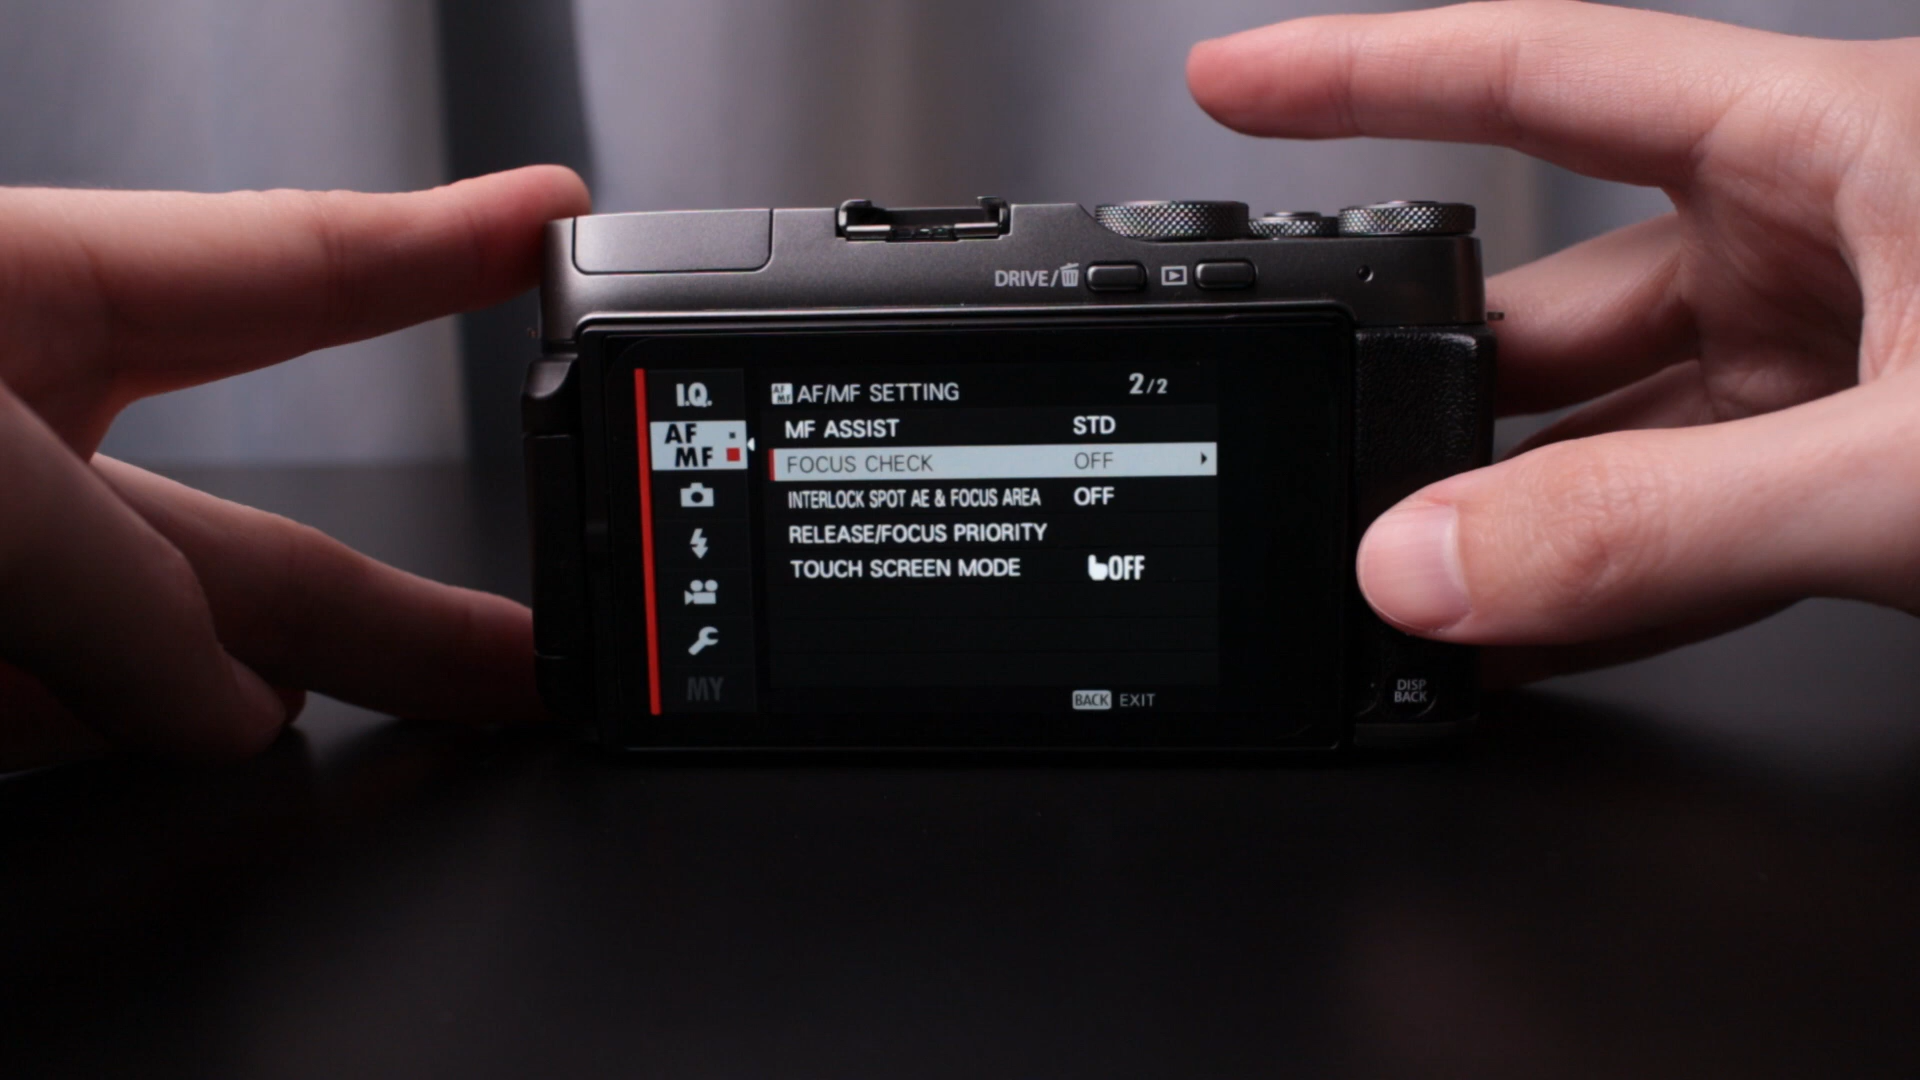 DRIVE/
I.Q.
AF
MF
MY
AF/MF SETTING 2/2
MF ASSIST STD
FOCUS CHECK OFF
INTERLOCK SPOT AE & FOCUS AREA OFF
RELEASE/FOCUS PRIORITY
TOUCH SCREEN MODE OFF
BACK EXIT
DISP
BACK